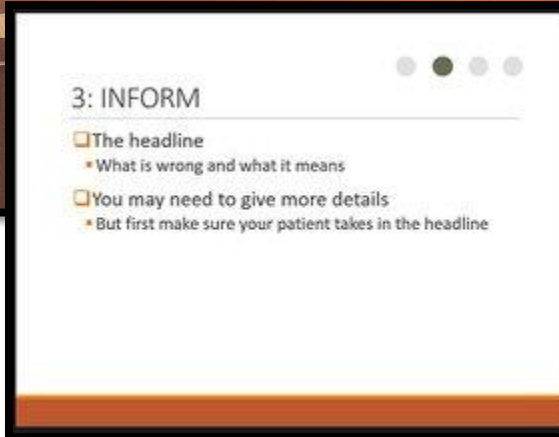 3: INFORM
The headline
What is wrong and what it means
You may need to give more details
But first make sure your patient takes in the headline